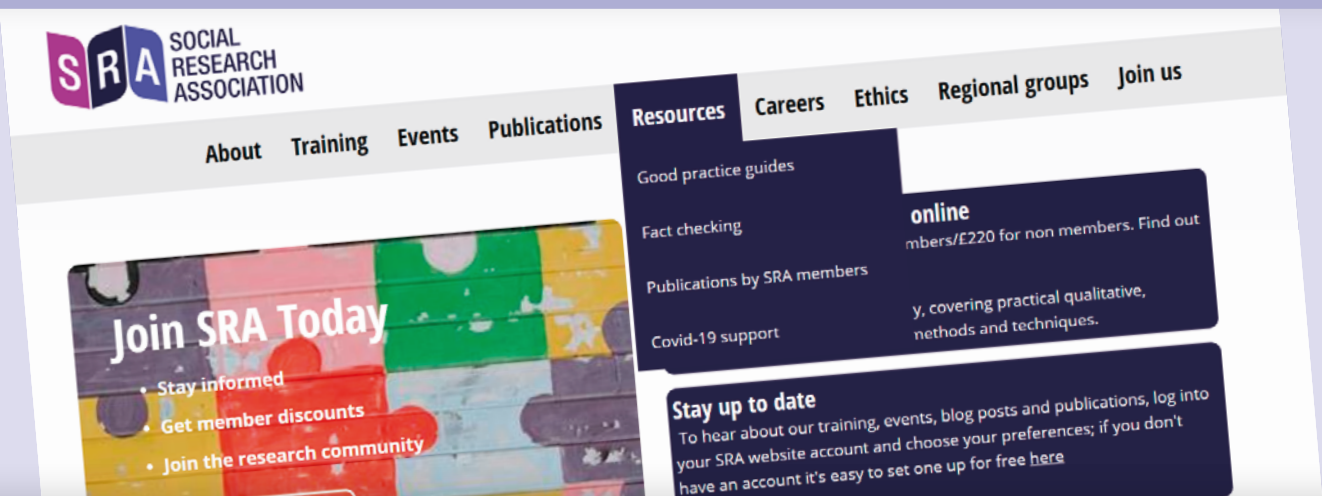 SRA
SOCIAL
RESEARCH
ASSOCIATION
About Training Events Publications Resources Careers Ethics Regional groups Join us
Good practice guides
Fact checking
Publications by SRA members
Covid-19 support
Join SRA Today
• Stay informed
• Get member discounts
• Join the research community
online
/£220 for non members. Find out
covering practical qualitative,
and techniques.
Stay up to date
To hear about our training, events, blog posts and publications, log into
your SRA website account and choose your preferences; if you don't
have an account it's easy to set one up for free here